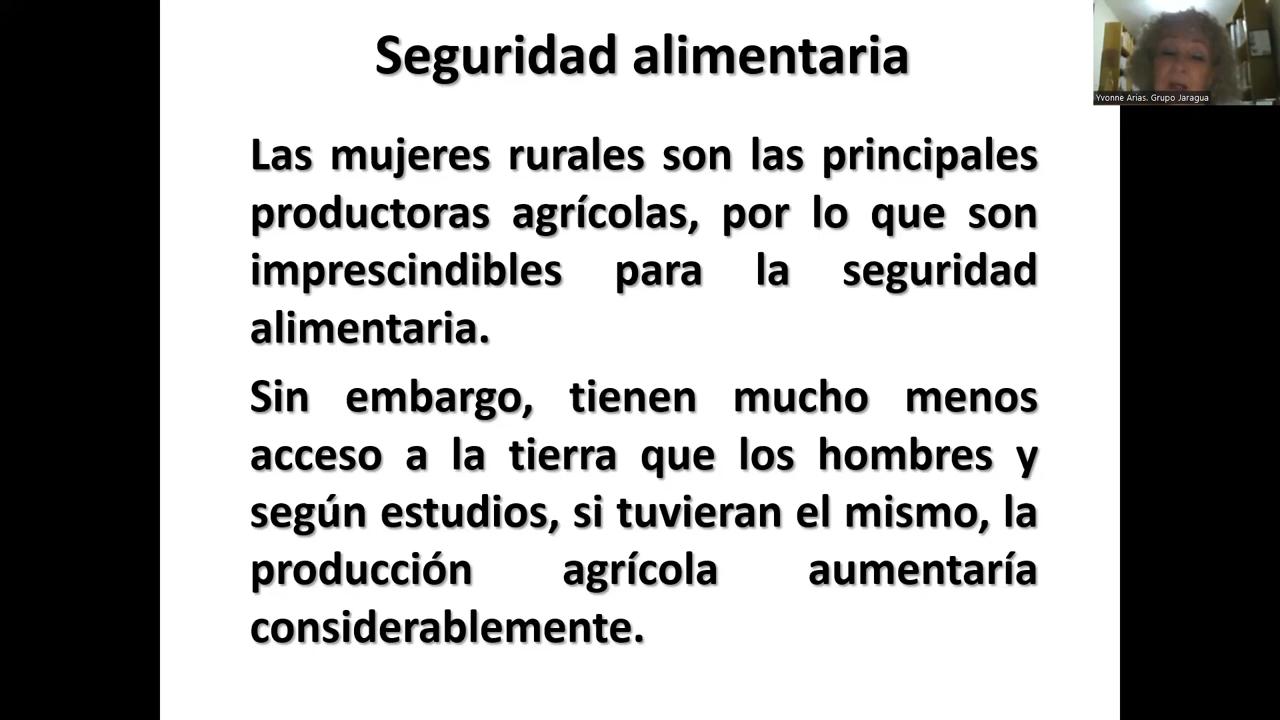 Seguridad alimentaria
Yvonne Arias. Grupo Jaragua
Las mujeres rurales son las principales
productoras agrícolas, por lo que son
imprescindibles para la seguridad
alimentaria.
Sin embargo, tienen mucho menos
acceso a la tierra que los hombres y
según estudios, si tuvieran el mismo, la
producción agrícola aumentaría
considerablemente.